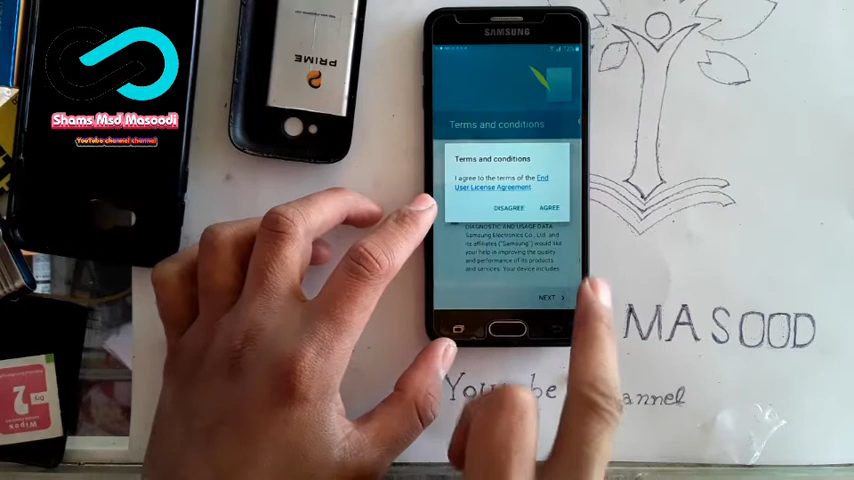 Shams Msd Masoodi
YouTube channel channel
PRIME
SAMSUNG
Terms and conditions
Terms and conditions
I agree to the terms of the End
User License Agreement.
DISAGREE AGREE
DIAGNOSTIC AND USAGE DATA
Samsung Electronics Co., Ltd. and
its affiliates ("Samsung") would like
your help in improving the quality
and performance of its products
and services. Your device includes
NEXT >
MASOOD
Wipes